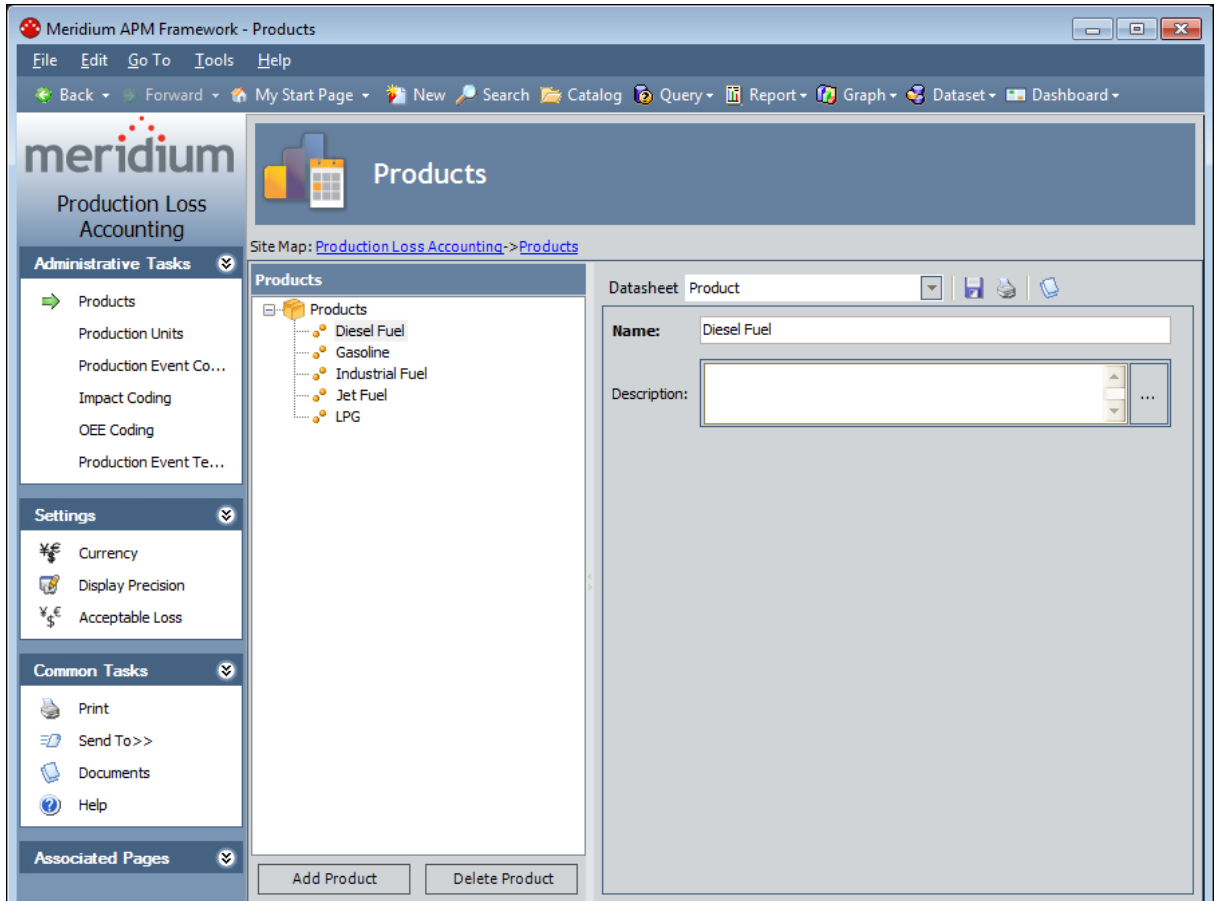 Meridium APM Framework - Products
File Edit Go To Tools Help
Back Forward My Start Page New Search Catalog Query Report Graph Dataset Dashboard
meridium
Production Loss
Accounting
Products
Site Map: Production Loss Accounting->Products
Administrative Tasks
Products
Production Units
Production Event Co...
Impact Coding
OEE Coding
Production Event Te...
Settings
Currency
Display Precision
Acceptable Loss
Common Tasks
Print
Send To>>
Documents
Help
Associated Pages
Products
Products
Diesel Fuel
Gasoline
Industrial Fuel
Jet Fuel
LPG
Add Product Delete Product
Datasheet Product
Name: Diesel Fuel
Description: ...